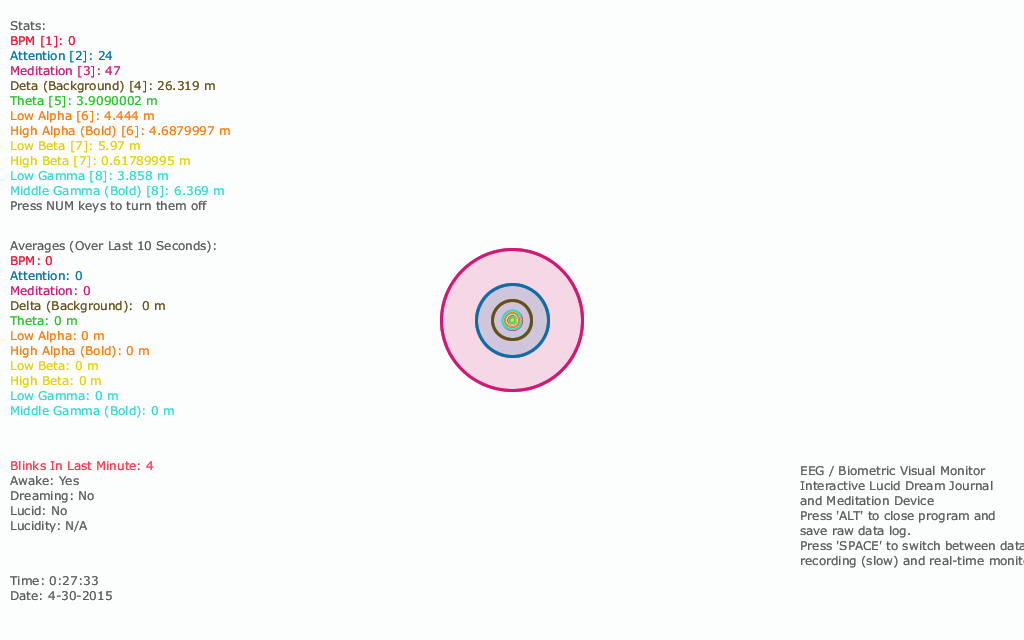 Stats:
BPM [1]: 0
Attention [2]: 24
Meditation [3]: 47
Deta (Background) [4]: 26.319 m
Theta [5]: 3.9090002 m
Low Alpha [6]: 4.444 m
High Alpha (Bold) [6]: 4.6879997 m
Low Beta [7]: 5.97 m
High Beta [7]: 0.61789995 m
Low Gamma [8]: 3.858 m
Middle Gamma (Bold) [8]: 6.369 m
Press NUM keys to turn them off
Averages (Over Last 10 Seconds):
BPM: 0
Attention: 0
Meditation: 0
Delta (Background):  0 m
Theta: 0 m
Low Alpha: 0 m
High Alpha (Bold): 0 m
Low Beta: 0 m
High Beta: 0 m
Low Gamma: 0 m
Middle Gamma (Bold): 0 m
Blinks In Last Minute: 4
Awake: Yes
Dreaming: No
Lucid: No
Lucidity: N/A
Time: 0:27:33
Date: 4-30-2015
EEG / Biometric Visual Monitor
Interactive Lucid Dream Journal
and Meditation Device
Press 'ALT' to close program and
save raw data log.
Press 'SPACE' to switch between data
recording (slow) and real-time monit